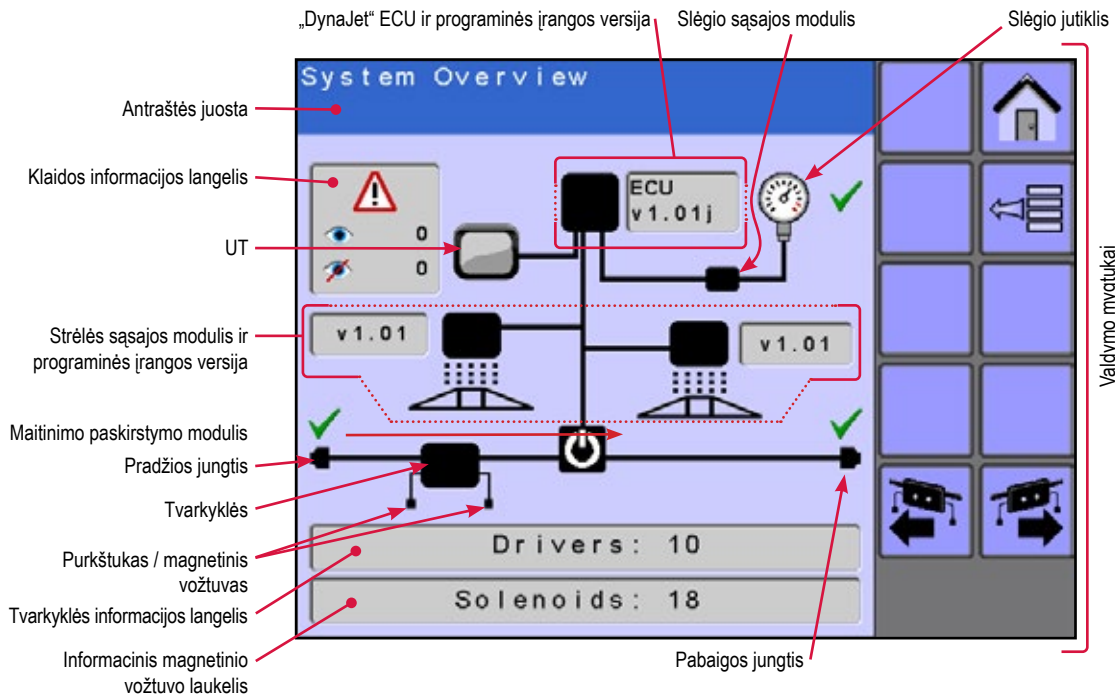 „DynaJet“ ECU ir programinės įrangos versija
Slėgio sąsajos modulis
Slėgio jutiklis
System Overview
Antraštės juosta
Klaidos informacijos langelis
ECU
v1.01j
0
UT
0
Strėlės sąsajos modulis ir
programinės įrangos versija
v1.01
v1.01
Valdymo mygtukai
Maitinimo paskirstymo modulis
Pradžios jungtis
Tvarkyklės
Purkštukas / magnetinis
vožtuvas
Drivers: 10
Tvarkyklės informacijos langelis
Solenoids: 18
Informacinis magnetinio
vožtuvo laukelis
Pabaigos jungtis